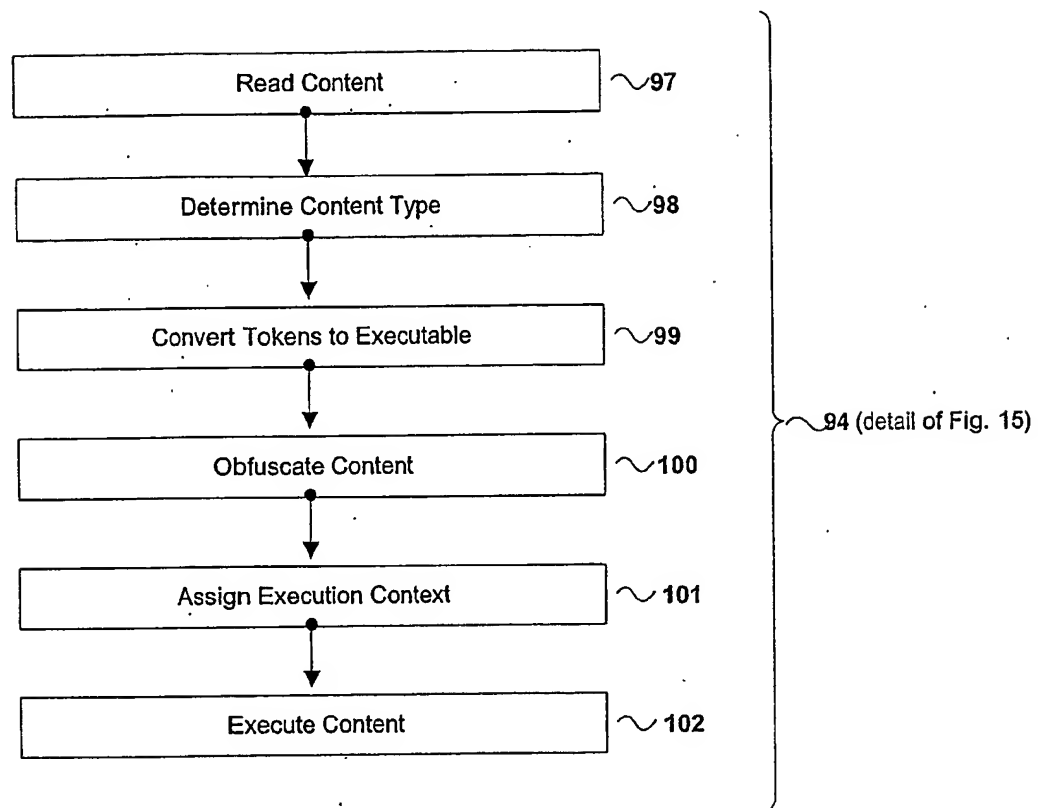 Read Content 97
Determine Content Type 98
Convert Tokens to Executable 99
94 (detail of Fig. 15)
Obfuscate Content 100
Assign Execution Context 101
Execute Content 102